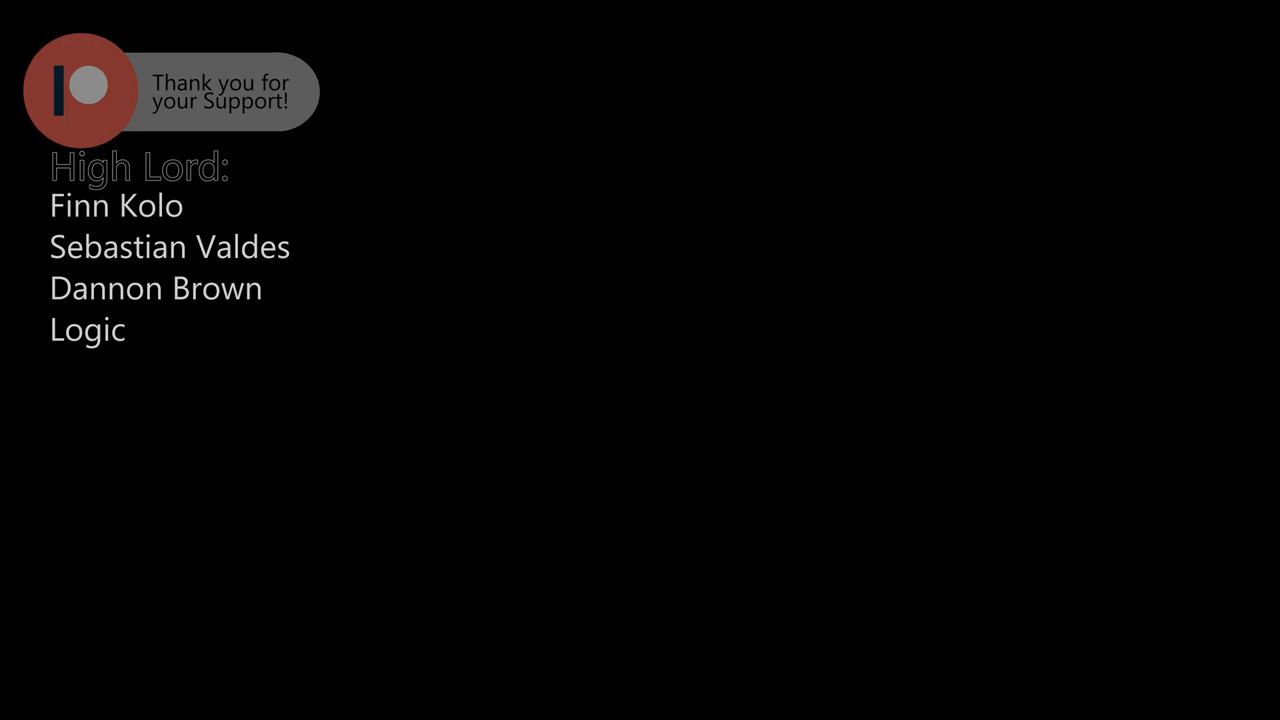 Thank you for
your Support!
High Lord:
Finn Kolo
Sebastian Valdes
Dannon Brown
Logic